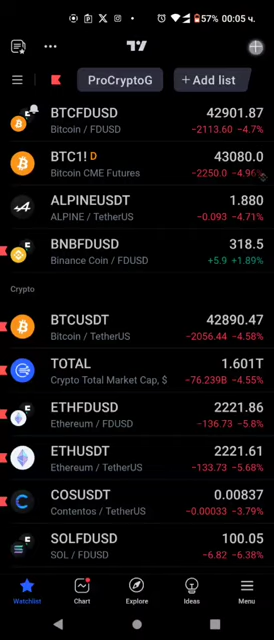 57% 00:05 ч.
ProCryptoG + Add list
BTCFDUSD 42901.87
Bitcoin / FDUSD −2113.60 −4.7%
BTC1! D 43080.0
Bitcoin CME Futures −2250.0 −4.96%
ALPINEUSDT 1.880
ALPINE / TetherUS −0.093 −4.71%
BNBFDUSD 318.5
Binance Coin / FDUSD +5.9 +1.89%
Crypto
BTCUSDT 42890.47
Bitcoin / TetherUS −2056.44 −4.58%
TOTAL 1.601T
Crypto Total Market Cap, $ −76.239B −4.55%
ETHFDUSD 2221.86
Ethereum / FDUSD −136.73 −5.8%
ETHUSDT 2221.61
Ethereum / TetherUS −133.73 −5.68%
COSUSDT 0.00837
Contentos / TetherUS −0.00033 −3.79%
SOLFDUSD 100.05
SOL / FDUSD −6.82 −6.38%
Watchlist Chart Explore Ideas Menu